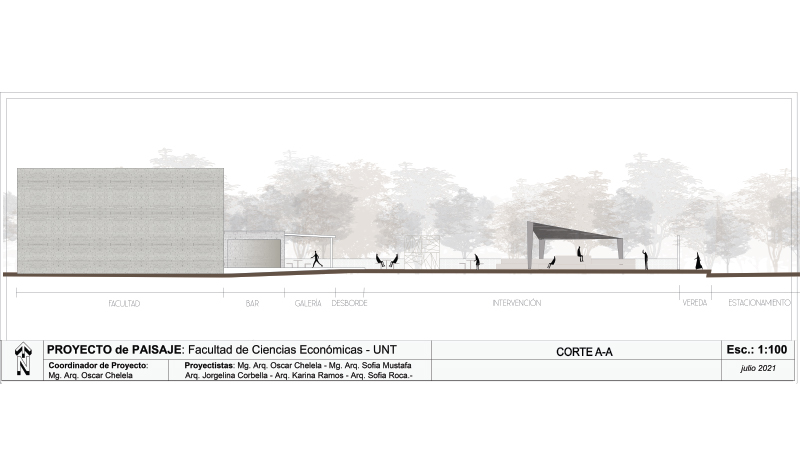 FACULTAD BAR GALERÍA DESBORDE INTERVENCIÓN VEREDA ESTACIONAMIENTO
N
PROYECTO de PAISAJE: Facultad de Ciencias Económicas - UNT
Coordinador de Proyecto:
Mg. Arq. Oscar Chelela
Proyectistas: Mg. Arq. Oscar Chelela - Mg. Arq. Sofia Mustafa
Arq. Jorgelina Corbella - Arq. Karina Ramos - Arq. Sofia Roca.-
CORTE A-A
Esc.: 1:100
julio 2021